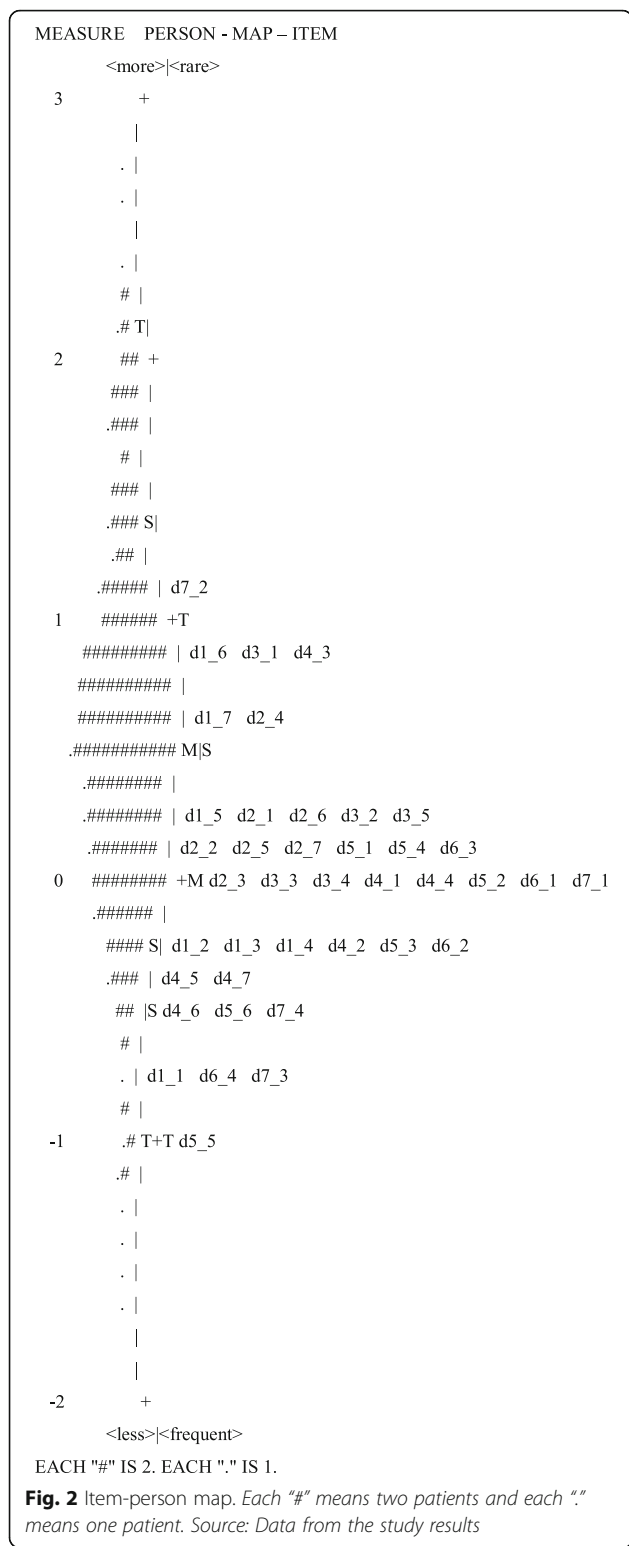 MEASURE PERSON - MAP – ITEM
<more>|<rare>
3 +
|
. |
. |
|
. |
# |
.# T|
2 ## +
### |
.### |
# |
### |
.### S|
.## |
.##### | d7_2
1 ###### +T
######### | d1_6 d3_1 d4_3
########## |
########## | d1_7 d2_4
.########### M|S
.######## |
.######## | d1_5 d2_1 d2_6 d3_2 d3_5
.####### | d2_2 d2_5 d2_7 d5_1 d5_4 d6_3
0 ######## +M d2_3 d3_3 d3_4 d4_1 d4_4 d5_2 d6_1 d7_1
.###### |
#### S| d1_2 d1_3 d1_4 d4_2 d5_3 d6_2
.### | d4_5 d4_7
## |S d4_6 d5_6 d7_4
# |
. | d1_1 d6_4 d7_3
# |
-1 .# T+T d5_5
.# |
. |
. |
. |
. |
|
|
-2 +
<less>|<frequent>
EACH "#" IS 2. EACH "." IS 1.
Fig. 2 Item-person map. Each “#” means two patients and each “.”
means one patient. Source: Data from the study results